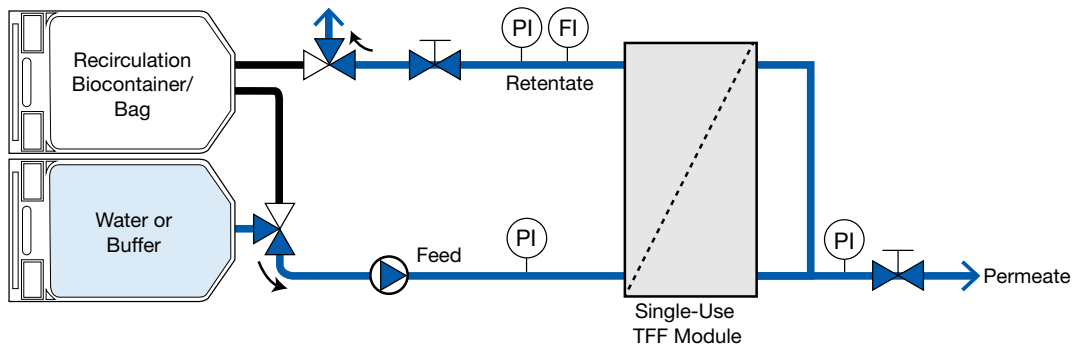 Recirculation
Biocontainer/
Bag
PI
FI
Retentate
Water or
Buffer
Feed
PI
PI
Permeate
Single-Use
TFF Module